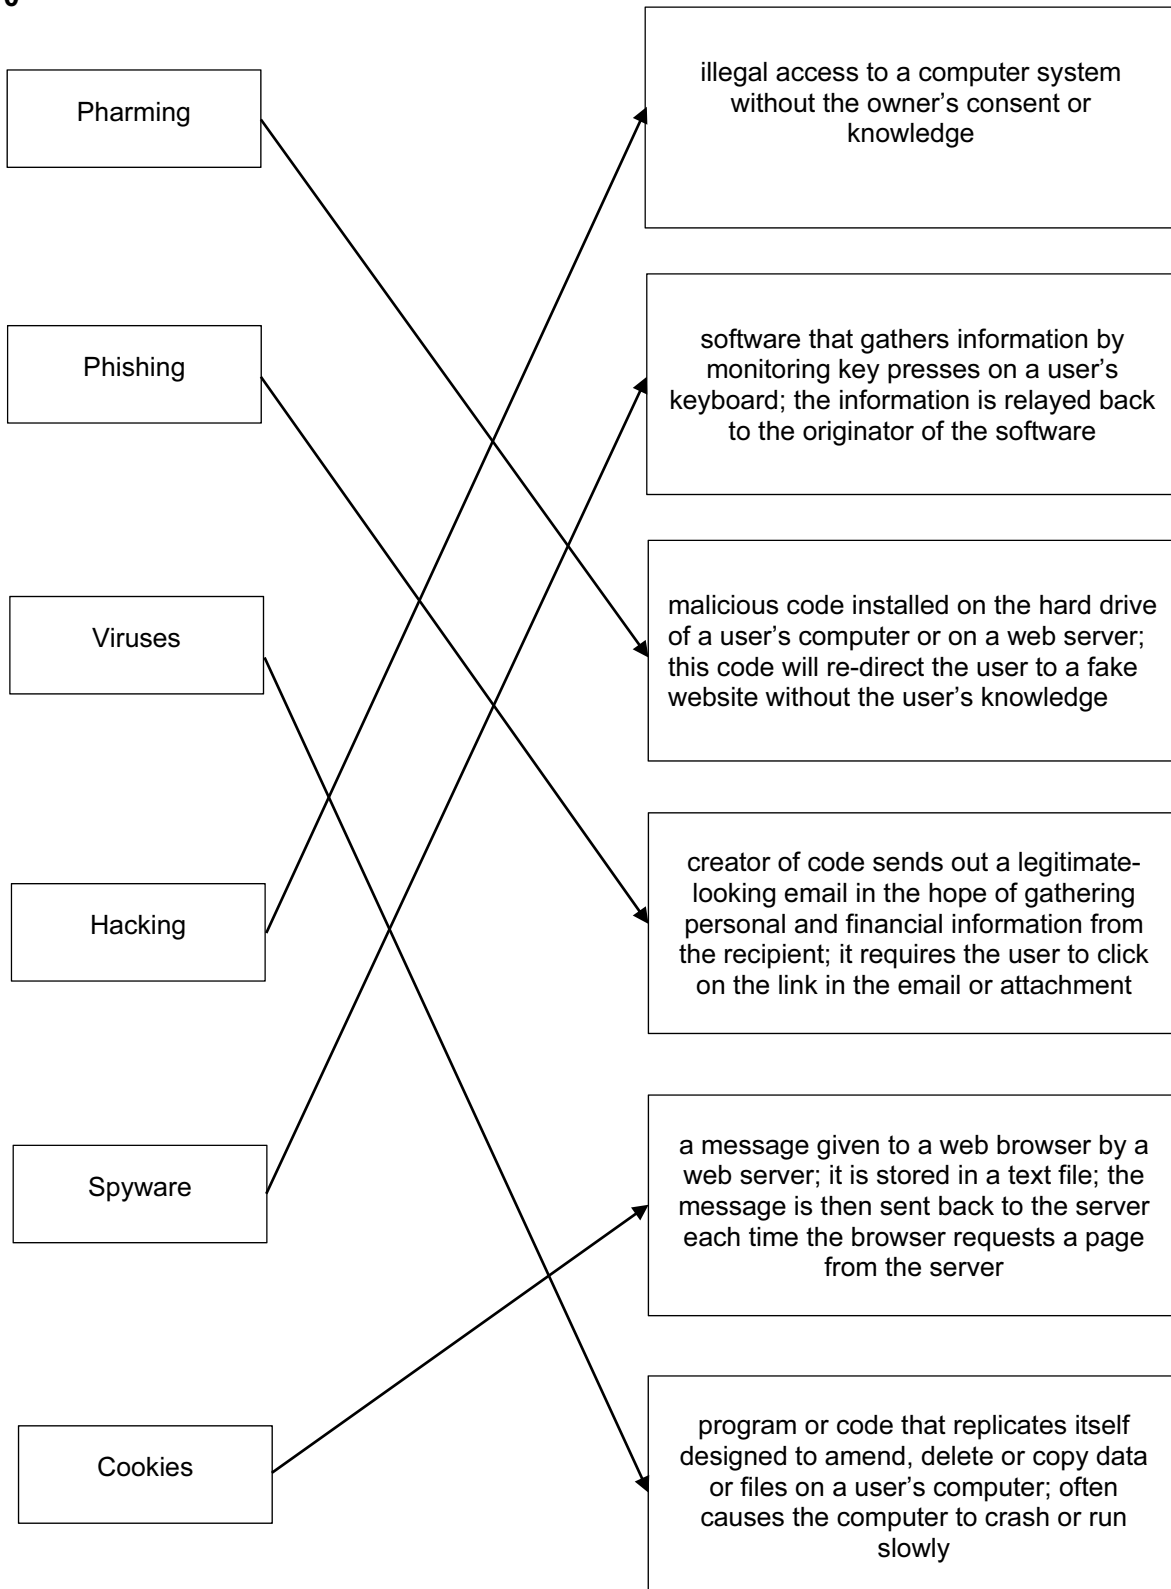 Pharming
illegal access to a computer system
without the owner’s consent or
knowledge
Phishing
software that gathers information by
monitoring key presses on a user’s
keyboard; the information is relayed back
to the originator of the software
Viruses
malicious code installed on the hard drive
of a user’s computer or on a web server;
this code will re-direct the user to a fake
website without the user’s knowledge
Hacking
creator of code sends out a legitimate-
looking email in the hope of gathering
personal and financial information from
the recipient; it requires the user to click
on the link in the email or attachment
Spyware
a message given to a web browser by a
web server; it is stored in a text file; the
message is then sent back to the server
each time the browser requests a page
from the server
Cookies
program or code that replicates itself
designed to amend, delete or copy data
or files on a user’s computer; often
causes the computer to crash or run
slowly